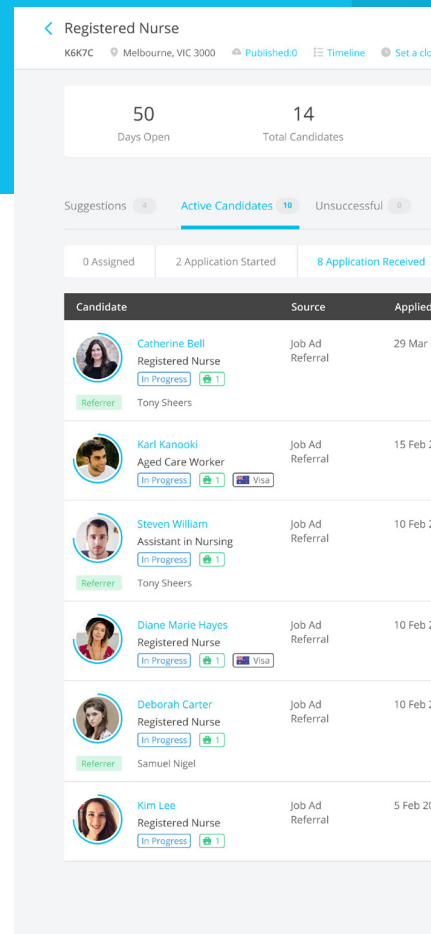 Registered Nurse
K6K7C Melbourne, VIC 3000 Published:0 Timeline Set a clo
50 14
Days Open Total Candidates
Suggestions 4 Active Candidates 10 Unsuccessful 0
0 Assigned 2 Application Started 8 Application Received
Candidate Source Applied
Catherine Bell Job Ad 29 Mar
Registered Nurse Referral
In Progress 1
Referrer Tony Sheers
Karl Kanooki Job Ad 15 Feb 2
Aged Care Worker Referral
In Progress 1 Visa
Steven William Job Ad 10 Feb 2
Assistant in Nursing Referral
In Progress 1
Referrer Tony Sheers
Diane Marie Hayes Job Ad 10 Feb 2
Registered Nurse Referral
In Progress 1 Visa
Deborah Carter Job Ad 10 Feb 2
Registered Nurse Referral
In Progress 1
Referrer Samuel Nigel
Kim Lee Job Ad 5 Feb 20
Registered Nurse Referral
In Progress 1